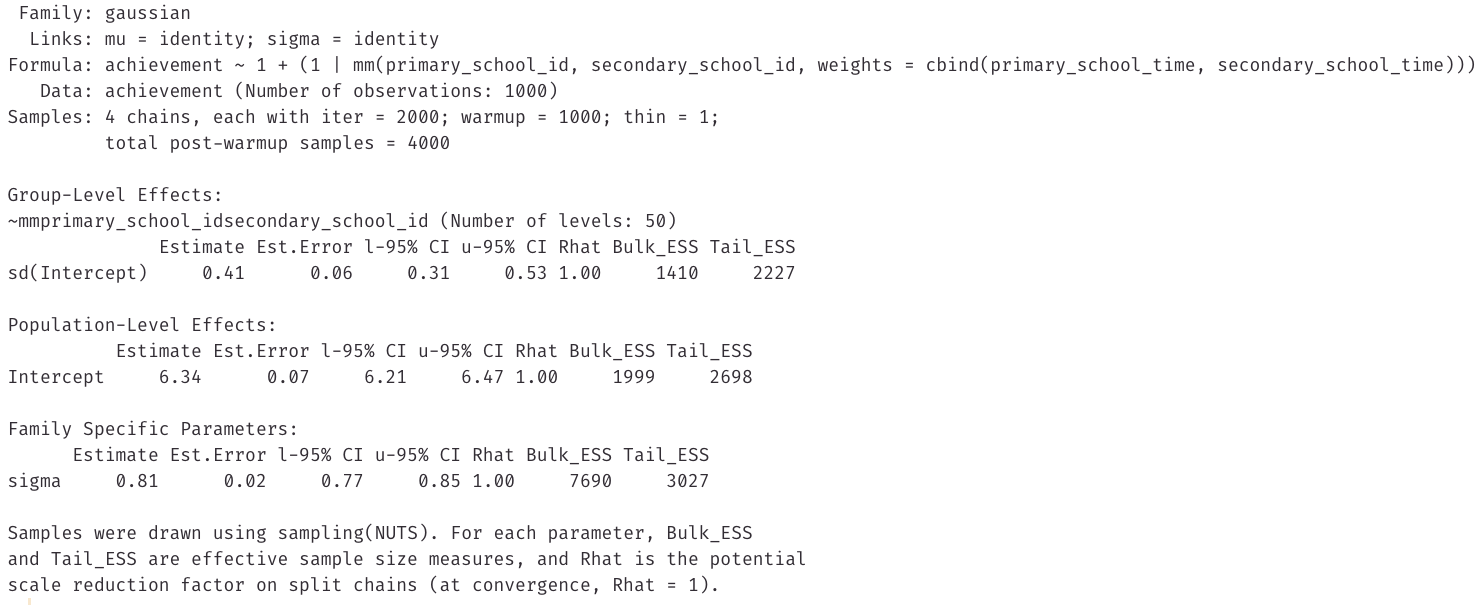 Family: gaussian
Links: mu = identity; sigma = identity
Formula: achievement ~ 1 + (1 | mm(primary_school_id, secondary_school_id, weights = cbind(primary_school_time, secondary_school_time)))
Data: achievement (Number of observations: 1000)
Samples: 4 chains, each with iter = 2000; warmup = 1000; thin = 1;
total post-warmup samples = 4000

Group-Level Effects:
~mmprimary_school_idsecondary_school_id (Number of levels: 50)
Estimate Est.Error l-95% CI u-95% CI Rhat Bulk_ESS Tail_ESS
sd(Intercept) 0.41 0.06 0.31 0.53 1.00 1410 2227

Population-Level Effects:
Estimate Est.Error l-95% CI u-95% CI Rhat Bulk_ESS Tail_ESS
Intercept 6.34 0.07 6.21 6.47 1.00 1999 2698

Family Specific Parameters:
Estimate Est.Error l-95% CI u-95% CI Rhat Bulk_ESS Tail_ESS
sigma 0.81 0.02 0.77 0.85 1.00 7690 3027

Samples were drawn using sampling(NUTS). For each parameter, Bulk_ESS
and Tail_ESS are effective sample size measures, and Rhat is the potential
scale reduction factor on split chains (at convergence, Rhat = 1).